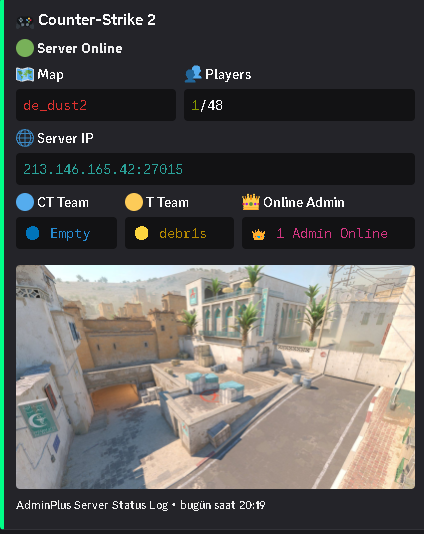 Counter-Strike 2
Server Online
Map
Players
de_dust2
1/48
Server IP
213.146.165.42:27015
CT Team
T Team
Online Admin
Empty
debr1s
1 Admin Online
AdminPlus Server Status Log • bugün saat 20:19